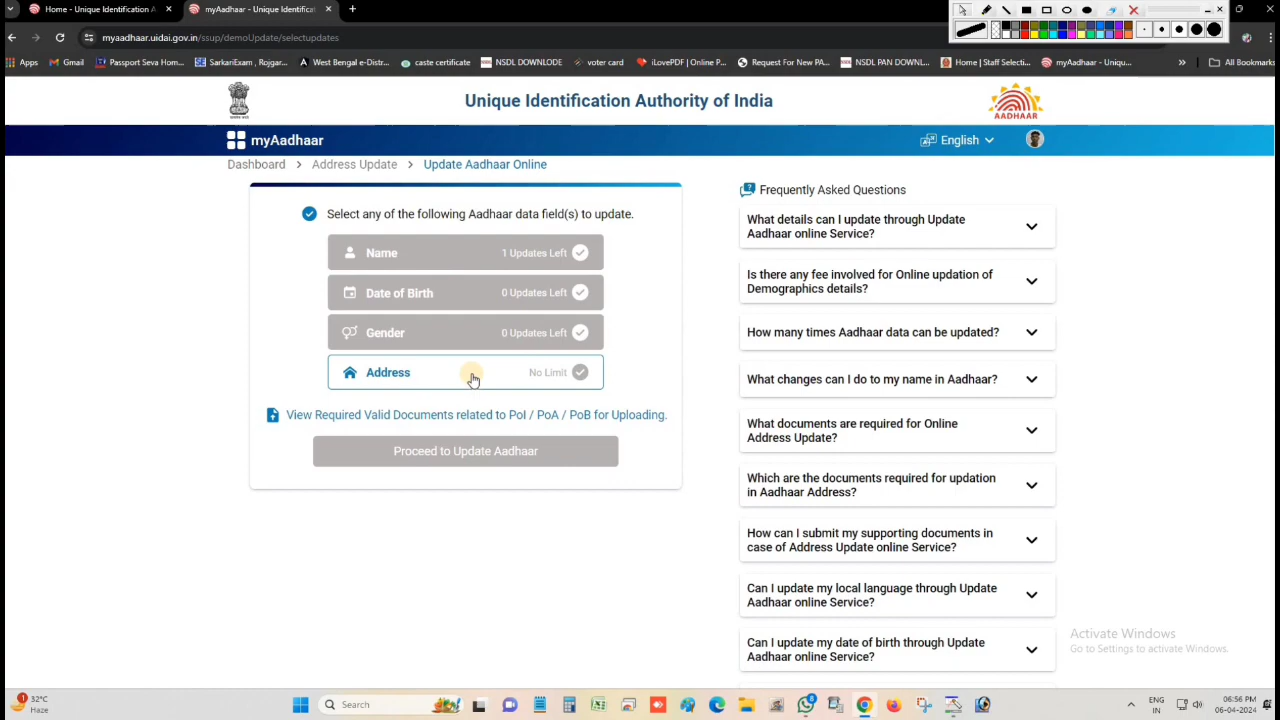 Home - Unique Identification A
myAadhaar - Unique Identificati
myaadhaar.uidai.gov.in/ssup/demoUpdate
Apps
Gmail
Passport Seva Hom...
SarkariExam , Rojgar...
West Bengal e-Distr...
caste certificate
NSDL DOWNLODE
voter card
iLovePDF | Online P...
Request For New PA...
NSDL PAN DOWNL...
Home | Staff Selecti...
myAadhaar - Uniqu...
All Bookmarks
Unique Identification Authority of India
AADHAAR
myAadhaar
English
Dashboard > Address Update > Update Aadhaar Online
Select any of the following Aadhaar data field(s) to update.
Name 1 Updates Left
Date of Birth 0 Updates Left
Gender 0 Updates Left
Address No Limit
View Required Valid Documents related to PoI / PoA / PoB for Uploading.
Proceed to Update Aadhaar
Frequently Asked Questions
What details can I update through Update
Aadhaar online Service?
Is there any fee involved for Online updation of
Demographics details?
How many times Aadhaar data can be updated?
What changes can I do to my name in Aadhaar?
What documents are required for Online
Address Update?
Which are the documents required for updation
in Aadhaar Address?
How can I submit my supporting documents in
case of Address Update online Service?
Can I update my local language through Update
Aadhaar online Service?
Can I update my date of birth through Update
Aadhaar online Service?
Activate Windows
Go to Settings to activate Windows.
32°C
Haze
Search
8
ENG
IN
06:56 PM
06-04-2024